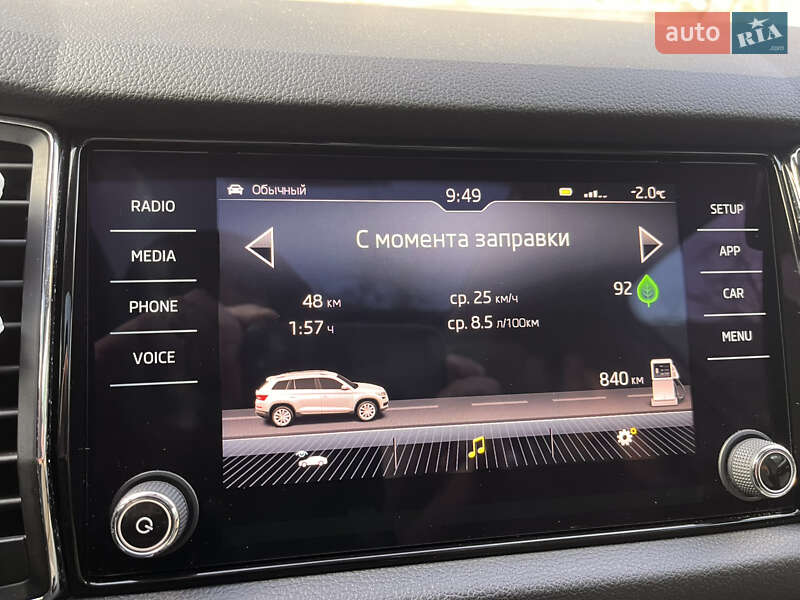 auto RIA
.com
RADIO
MEDIA
PHONE
VOICE
Обычный
9:49
-2.0°C
С момента заправки
48 км
1:57 ч
ср. 25 км/ч
ср. 8.5 л/100км
92
840 км
SETUP
APP
CAR
MENU